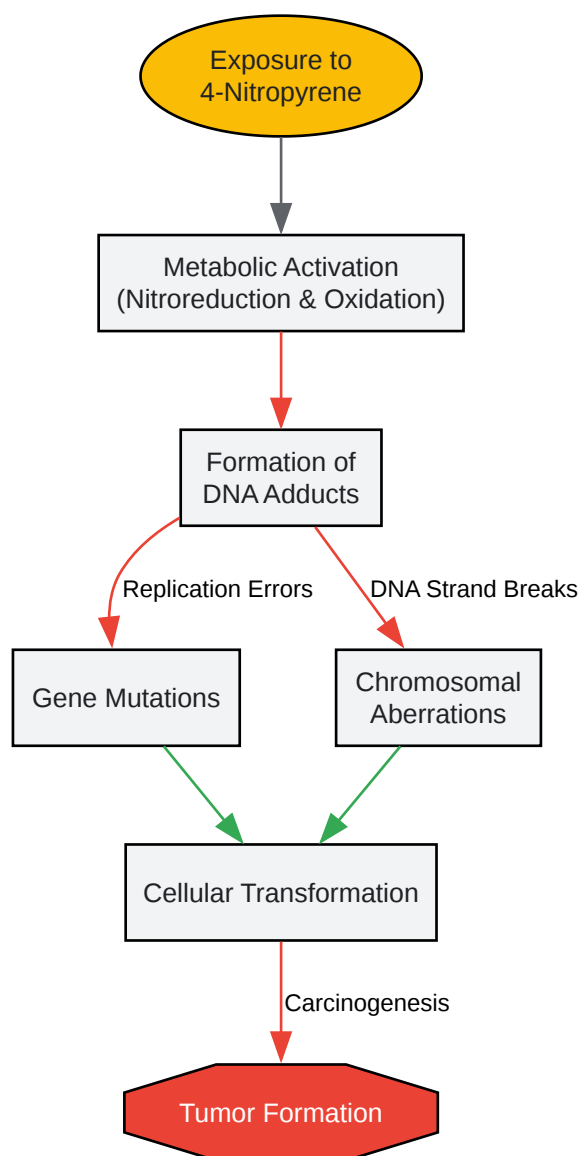 Exposure to
4-Nitropyrene
Metabolic Activation
(Nitroreduction & Oxidation)
Formation of
DNA Adducts
Replication Errors
DNA Strand Breaks
Gene Mutations
Chromosomal
Aberrations
Cellular Transformation
Carcinogenesis
Tumor Formation